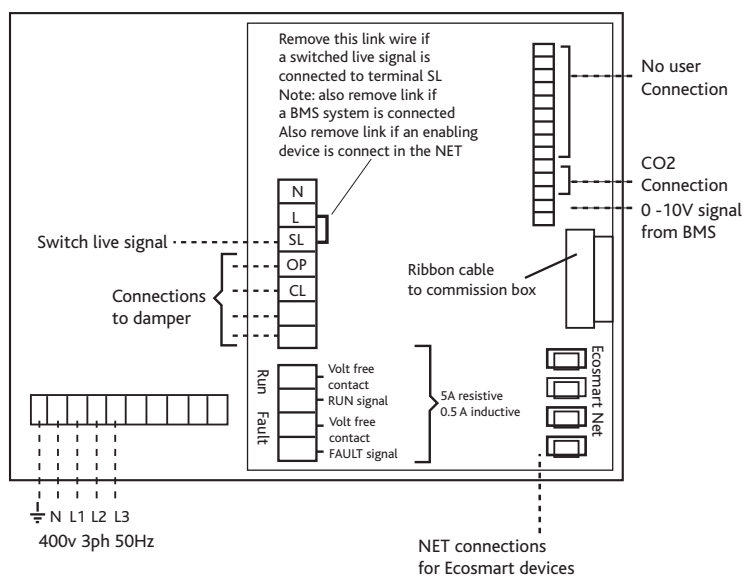 Remove this link wire if
a switched live signal is
connected to terminal SL
Note: also remove link if
a BMS system is connected
Also remove link if an enabling
device is connect in the NET
No user
Connection
CO2
Connection
0 -10V signal
from BMS
N
L
SL
OP
CL
Switch live signal
Connections
to damper
Ribbon cable
to commission box
Run
Fault
Volt free
contact
RUN signal
Volt free
contact
FAULT signal
5A resistive
0.5 A inductive
Ecosmart Net
N L1 L2 L3
400v 3ph 50Hz
NET connections
for Ecosmart devices